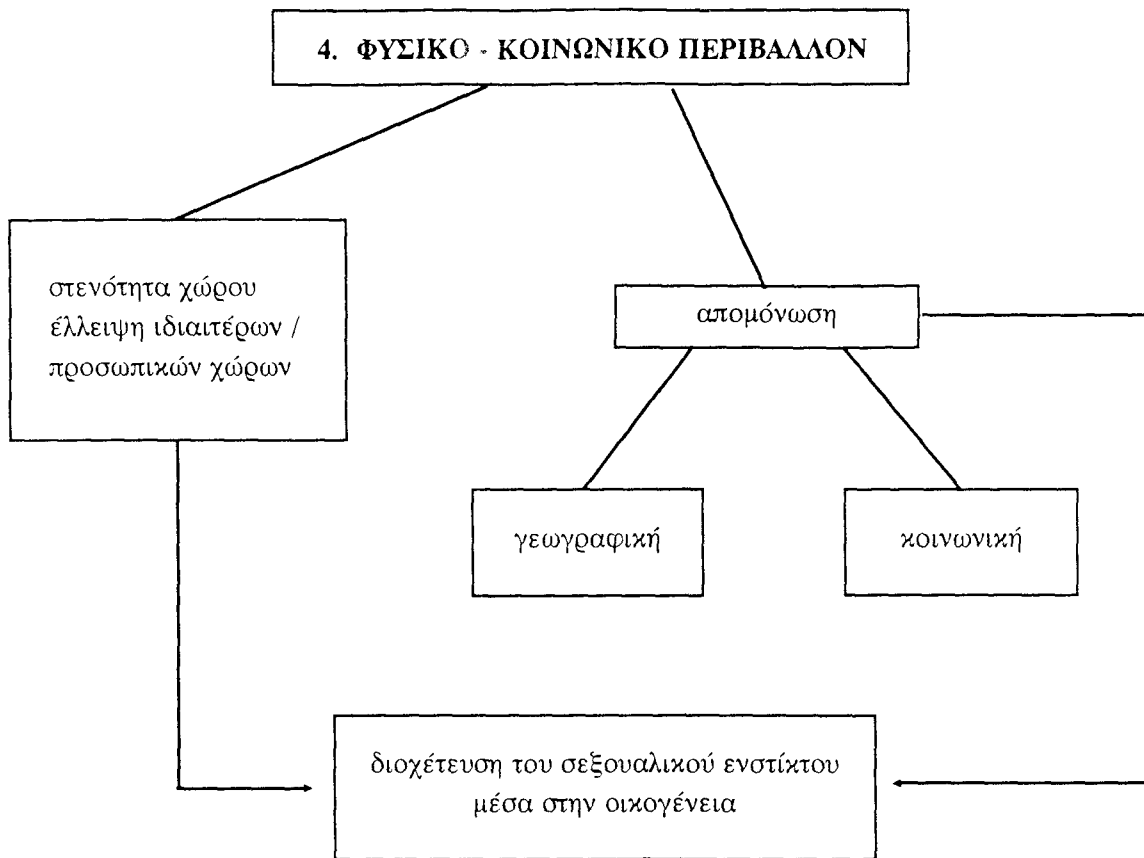 4. ΦΥΣΙΚΟ - ΚΟΙΝΩΝΙΚΟ ΠΕΡΙΒΑΛΛΟΝ
στενότητα χώρου
έλλειψη ιδιαιτέρων /
προσωπικών χώρων
απομόνωση
γεωγραφική
κοινωνική
διοχέτευση του σεξουαλικού ενστίκτου
μέσα στην οικογένεια